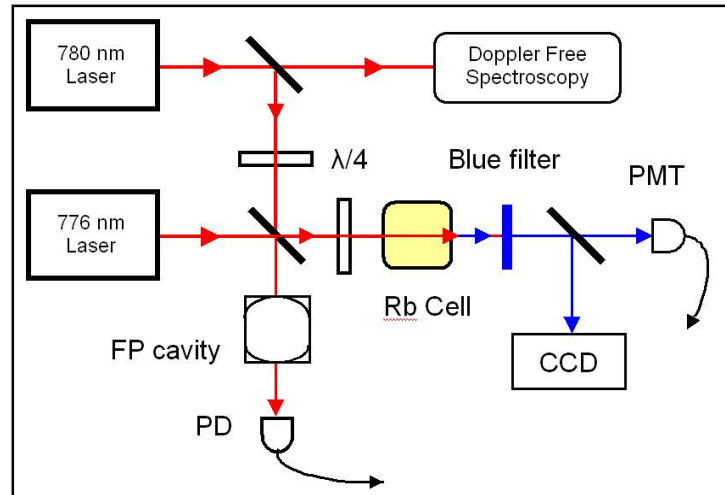 780 nm
Laser
Doppler Free
Spectroscopy
λ/4
Blue filter
PMT
776 nm
Laser
Rb Cell
FP cavity
CCD
PD